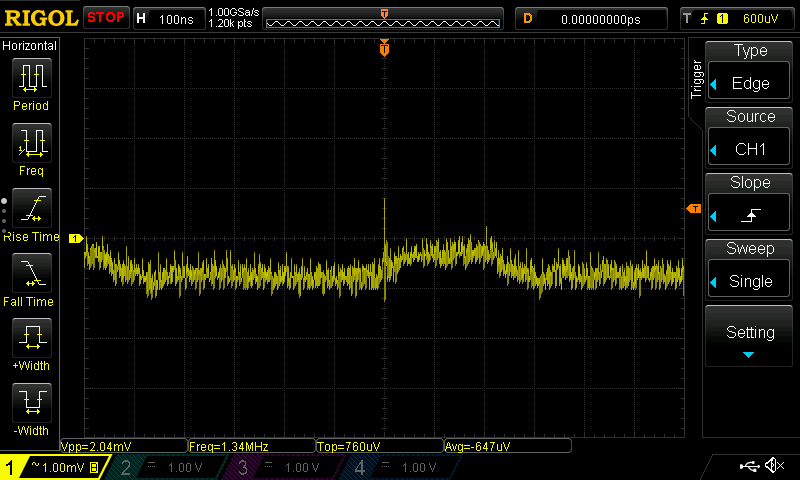 RIGOL STOP H 100ns 1.00GSa/s D 0.00000000ps T 1 600uV
1.20k pts
T
Horizontal
Period
Freq
Rise Time
Fall Time
+Width
-Width
1
T
Trigger
Type
Edge
Source
CH1
Slope
Sweep
Single
Setting
Vpp=2.04mV Freq=1.34MHz Top=760uV Avg=-647uV
1 ~ 1.00mV B 2 1.00 V 3 1.00 V 4 1.00 V